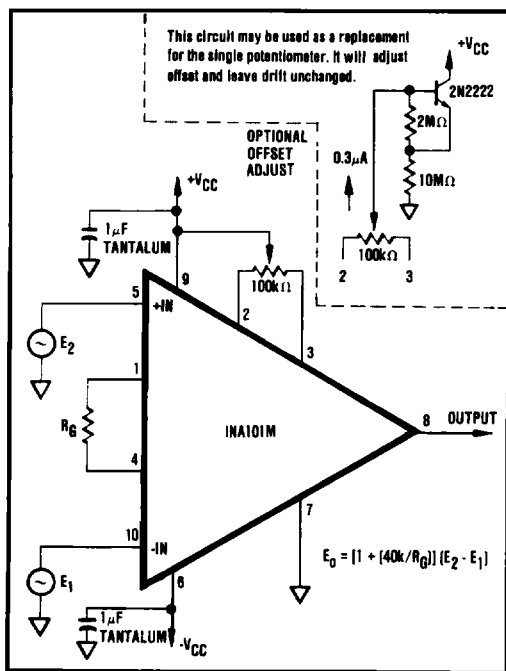 This circuit may be used as a replacement
for the single potentiometer. It will adjust
offset and leave drift unchanged.
+VCC
2N2222
2MΩ
OPTIONAL
OFFSET
ADJUST
0.3μA
10MΩ
+VCC
1μF
TANTALUM
100kΩ
2
3
9
100kΩ
5
+IN
2
3
E2
1
RG
INA101M
8
OUTPUT
4
7
10
-IN
Eo = [1 + [40k/RG]] (E2 - E1)
E1
6
1μF
TANTALUM
-VCC